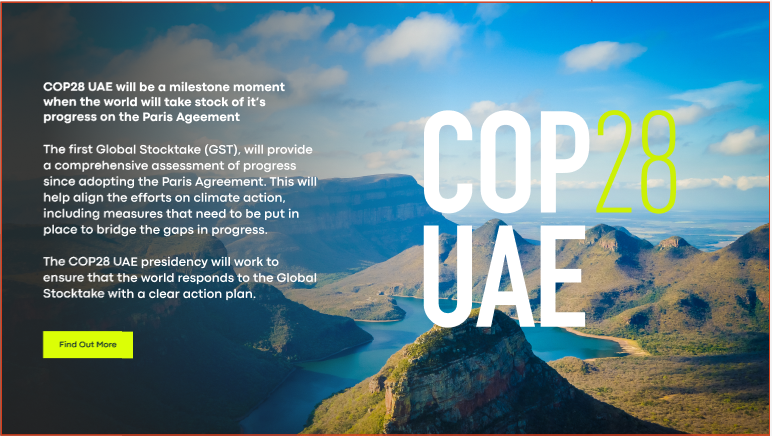 COP28 UAE will be a milestone moment
when the world will take stock of it's
progress on the Paris Ageement
The first Global Stocktake (GST), will provide
a comprehensive assessment of progress
since adopting the Paris Agreement. This will
help align the efforts on climate action,
including measures that need to be put in
place to bridge the gaps in progress.
The COP28 UAE presidency will work to
ensure that the world responds to the Global
Stocktake with a clear action plan.
Find Out More
COP28
UAE